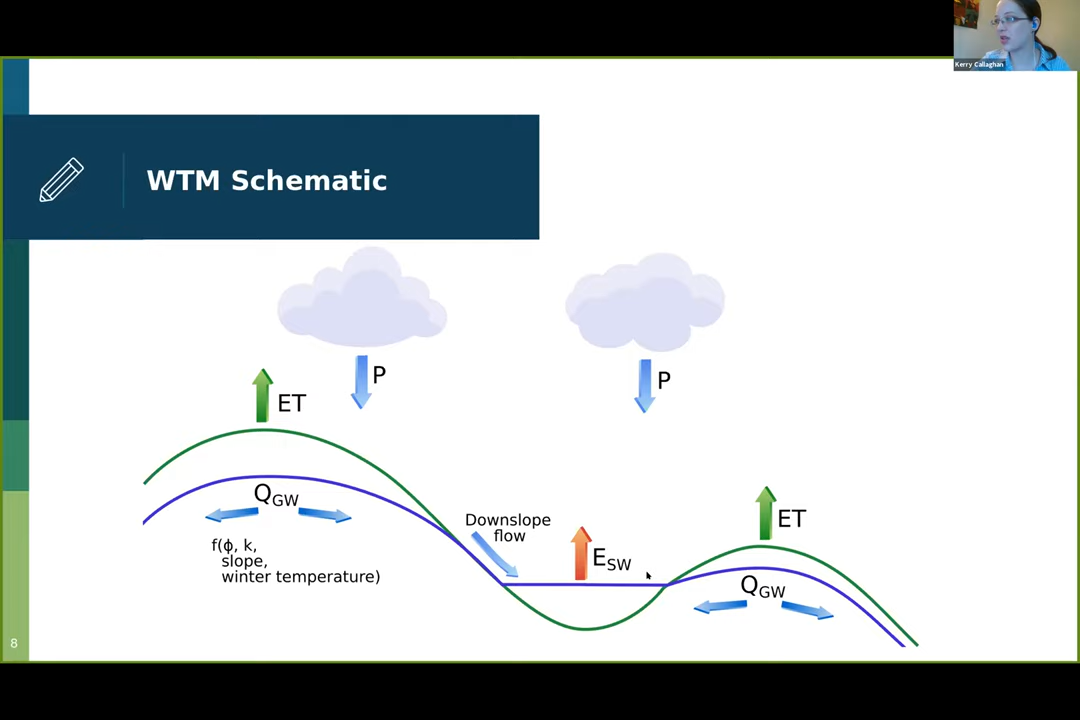 Kerry Callaghan
WTM Schematic
P
P
ET
Q_GW
f(ϕ, k,
slope,
winter temperature)
Downslope
flow
E_SW
ET
Q_GW
8